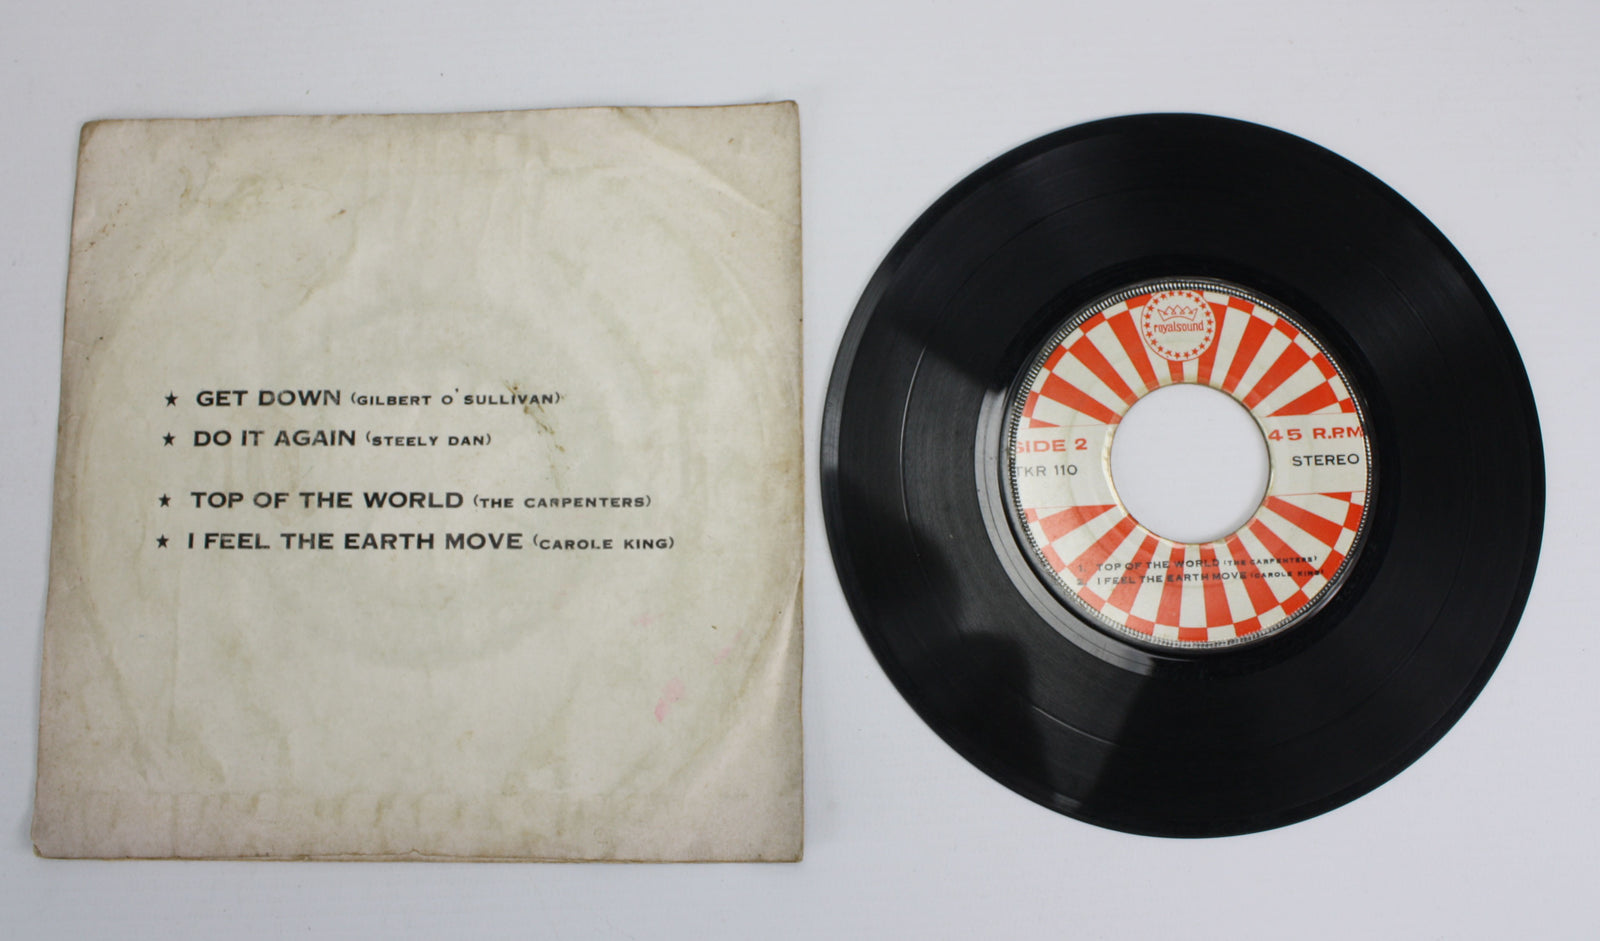 ★ GET DOWN (GILBERT O'SULLIVAN)
★ DO IT AGAIN (STEELY DAN)
★ TOP OF THE WORLD (THE CARPENTERS)
★ I FEEL THE EARTH MOVE (CAROLE KING)
royalsound
SIDE 2
TKR 110
45 R.P.M
STEREO
1. TOP OF THE WORLD (THE CARPENTERS)
2. I FEEL THE EARTH MOVE (CAROLE KING)